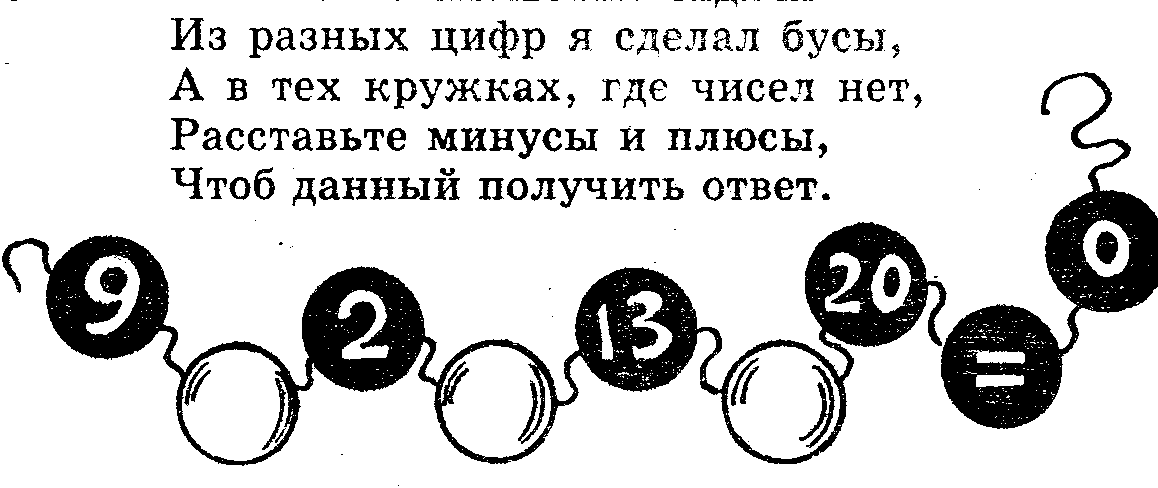 Из разных цифр я сделал бусы,
А в тех кружках, где чисел нет,
Расставьте минусы и плюсы,
Чтоб данный получить ответ.
9 2 13 20 = 0